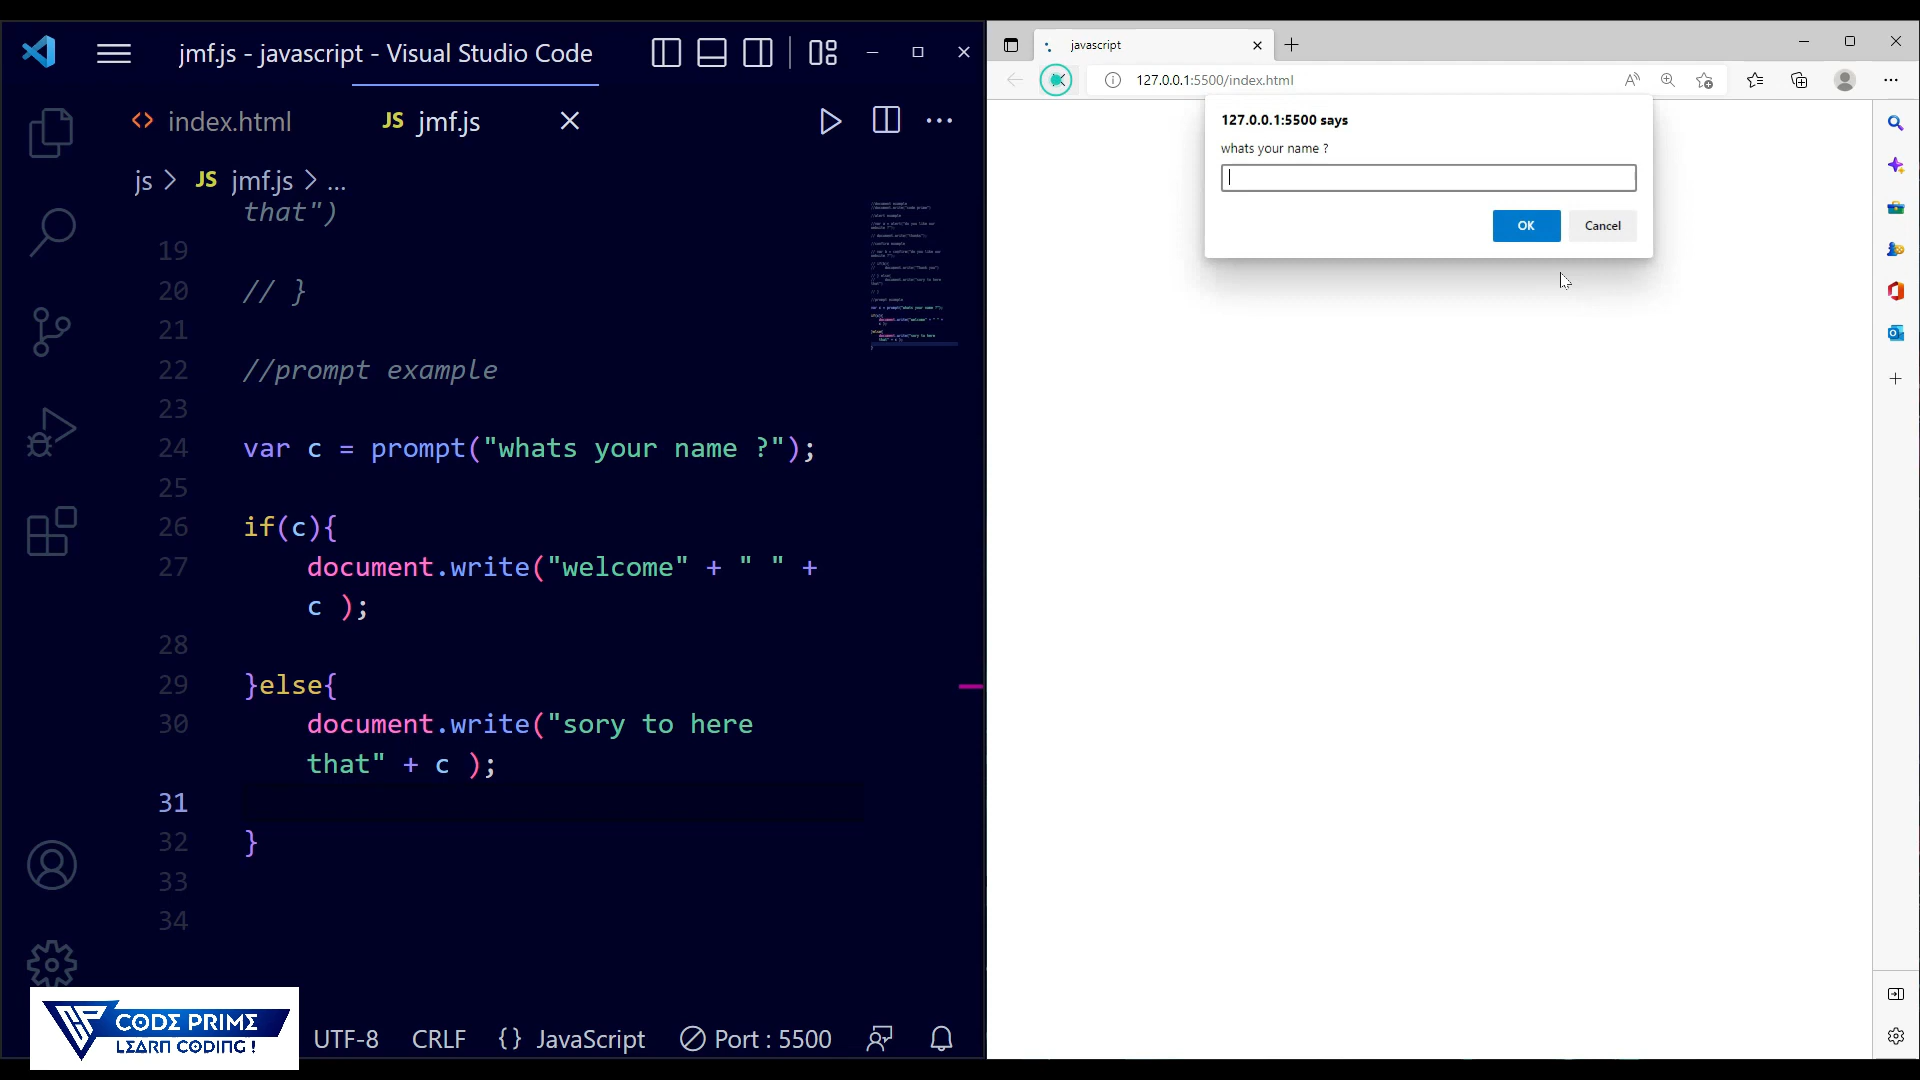 jmf.js - javascript - Visual Studio Code
index.html
JS jmf.js
js > JS jmf.js > ...
that")
19
20 // }
21
22 //prompt example
23
24 var c = prompt("whats your name ?");
25
26 if(c){
27 document.write("welcome" + " " +
c );
28
29 }else{
30 document.write("sory to here
that" + c );
31
32 }
33
34
CODE PRIME
LEARN CODING !
UTF-8 CRLF {} JavaScript Port : 5500
javascript
127.0.0.1:5500/index.html
127.0.0.1:5500 says
whats your name ?
OK Cancel